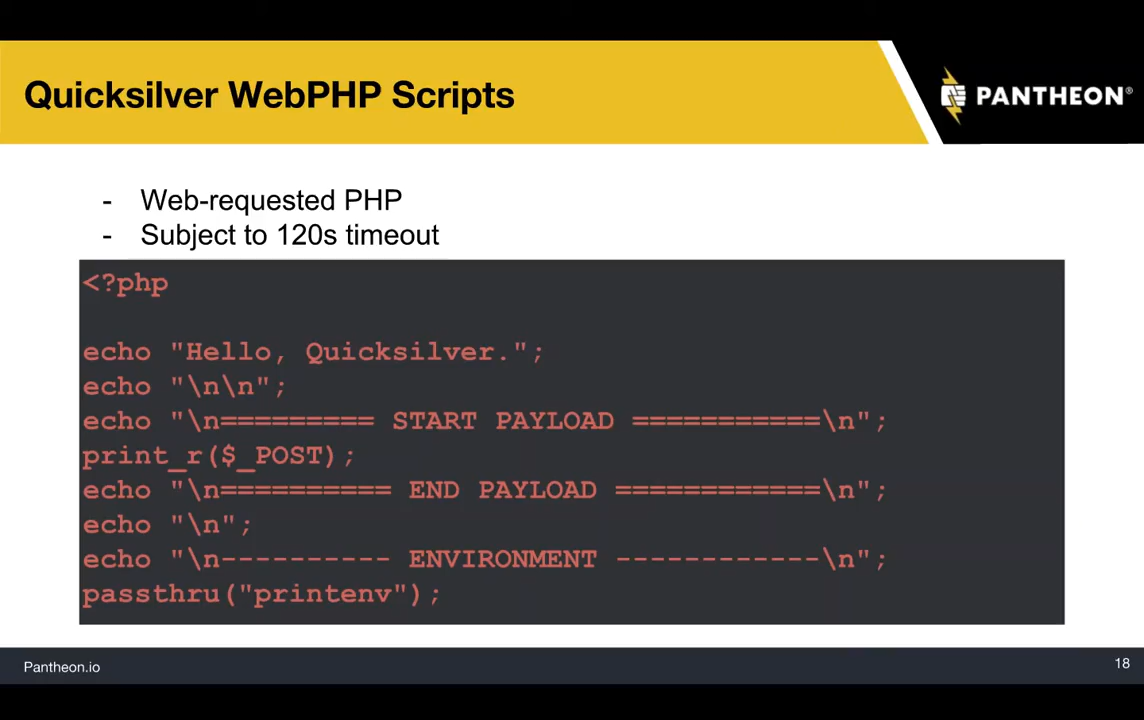 Quicksilver WebPHP Scripts
PANTHEON®
- Web-requested PHP
- Subject to 120s timeout
<?php
echo "Hello, Quicksilver.";
echo "\n\n";
echo "\n========= START PAYLOAD ===========\n";
print_r($_POST);
echo "\n========== END PAYLOAD ============\n";
echo "\n";
echo "\n---------- ENVIRONMENT ------------\n";
passthru("printenv");
Pantheon.io
18